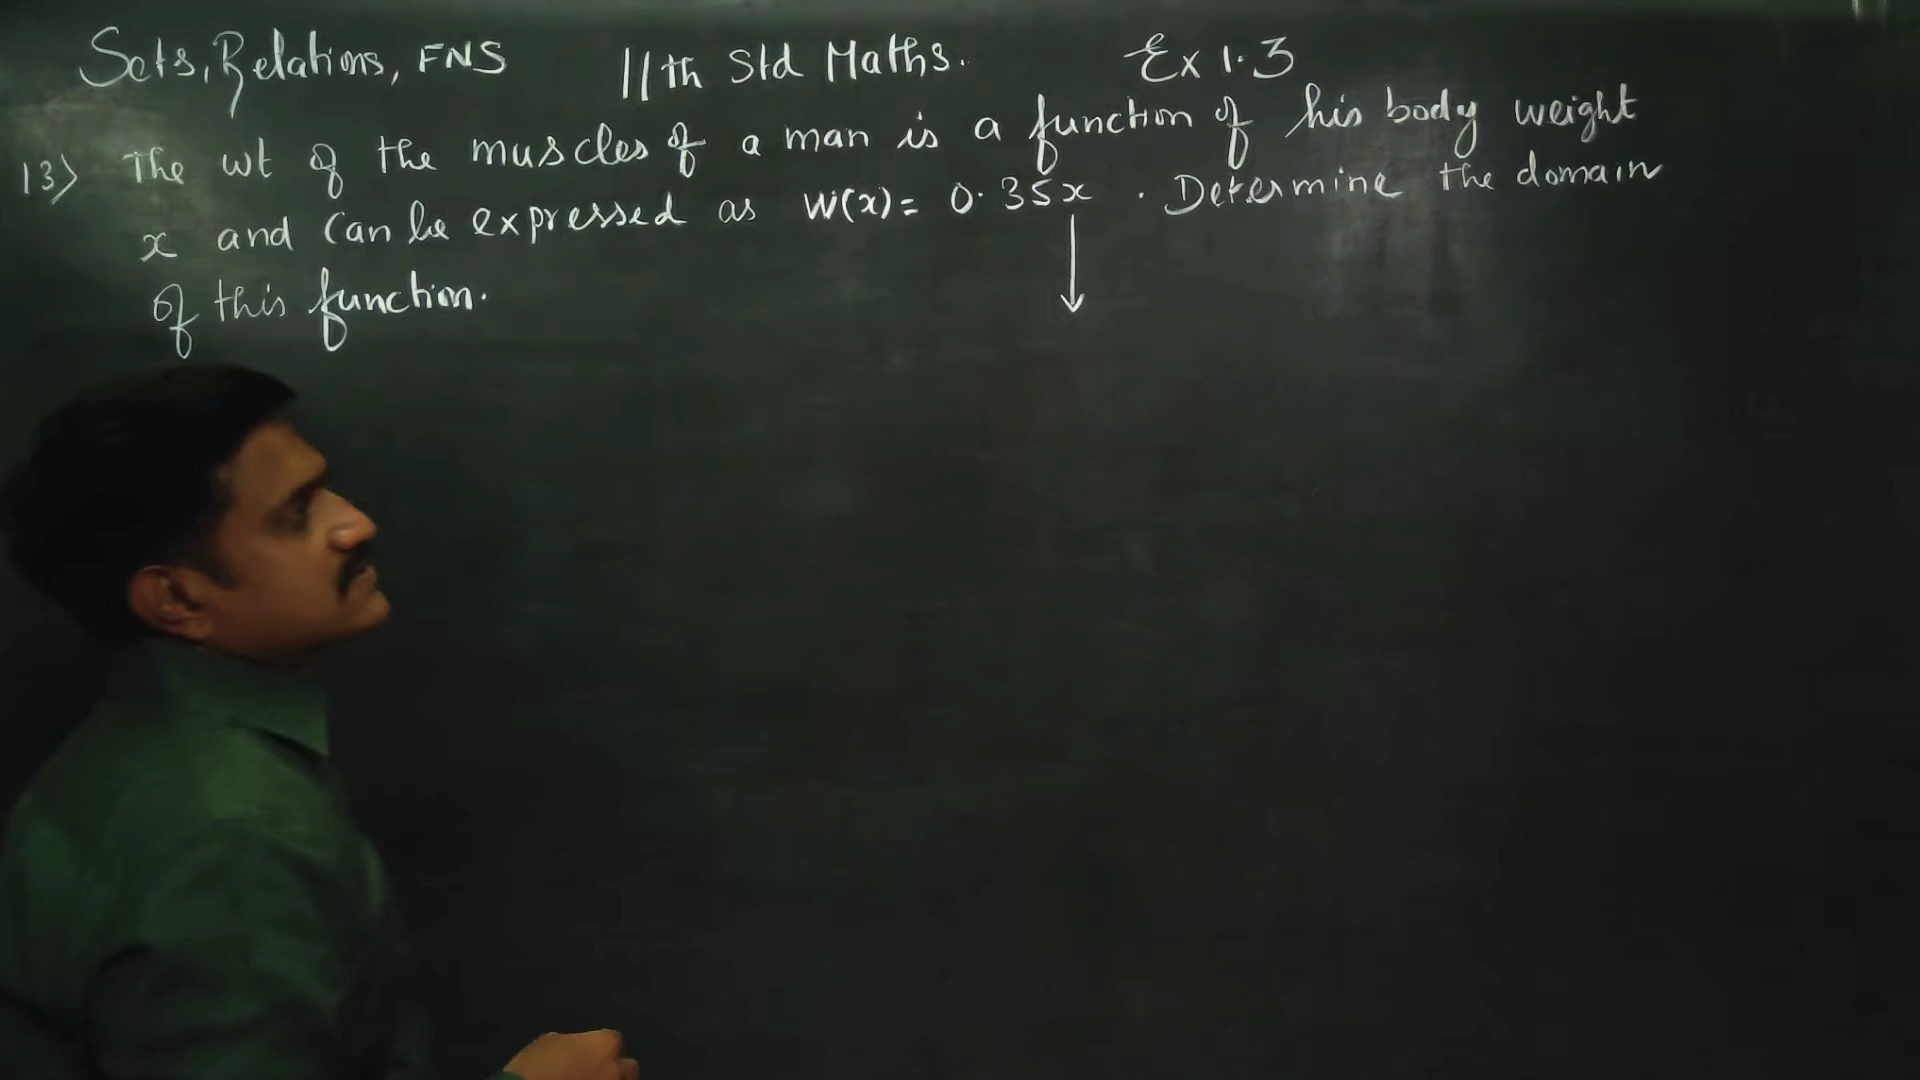 Sets, Relations, FNS 11th Std Maths. Ex 1.3
13) The wt of the muscles of a man is a function of his body weight
x and can be expressed as W(x) = 0.35x . Determine the domain
of this function.